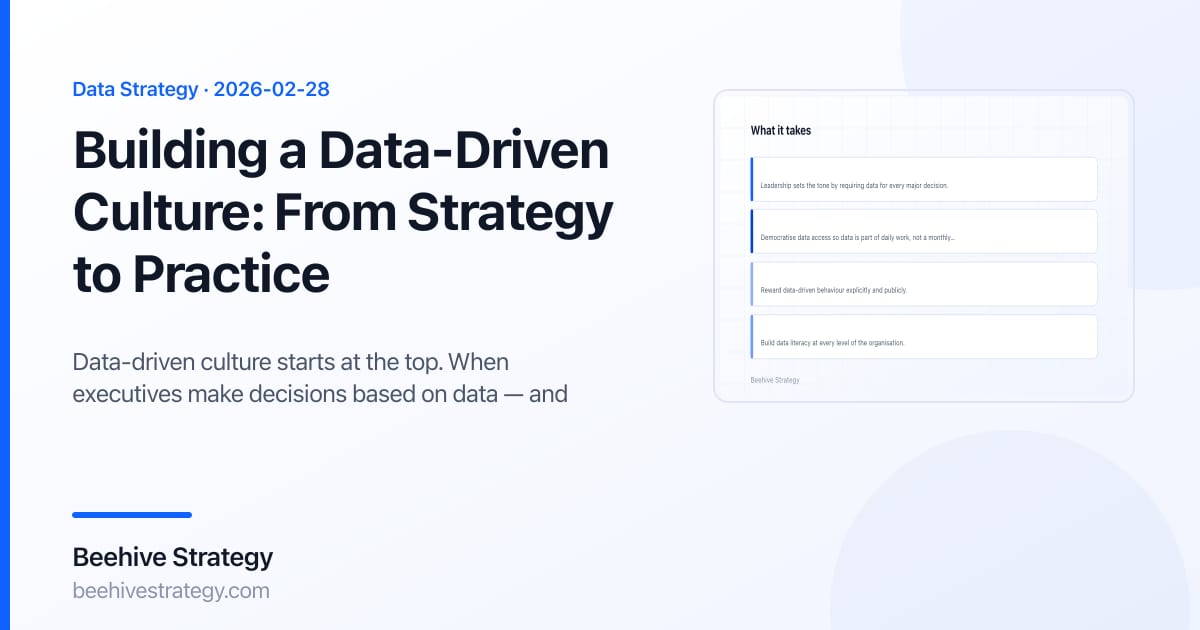 Data Strategy · 2026-02-28
Building a Data-Driven
Culture: From Strategy
to Practice
Data-driven culture starts at the top. When
executives make decisions based on data — and
Beehive Strategy
beehivestrategy.com
What it takes
Leadership sets the tone by requiring data for every major decision.
Democratise data access so data is part of daily work, not a monthly...
Reward data-driven behaviour explicitly and publicly.
Build data literacy at every level of the organisation.
Beehive Strategy